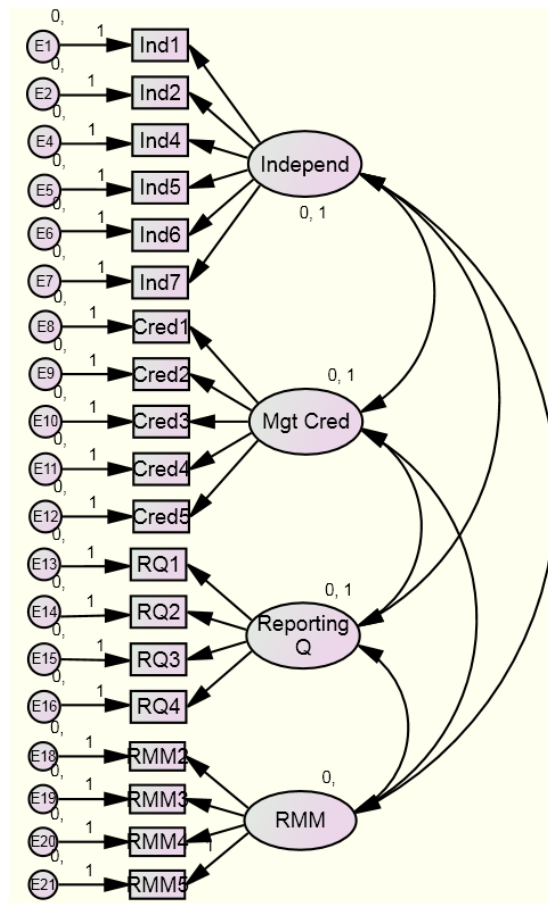 0,
E1 1 Ind1
0,
E2 1 Ind2
0,
E4 1 Ind4
0,
E5 1 Ind5
0,
E6 1 Ind6
0,
E7 1 Ind7
0,
E8 1 Cred1
0,
E9 1 Cred2
0,
E10 1 Cred3
0,
E11 1 Cred4
0,
E12 1 Cred5
0,
E13 1 RQ1
0,
E14 1 RQ2
0,
E15 1 RQ3
0,
E16 1 RQ4
0,
E18 1 RMM2
0,
E19 1 RMM3
0,
E20 1 RMM4
0,
E21 1 RMM5
Independ
0, 1
0, 1
Mgt Cred
0, 1
Reporting
Q
0,
RMM
1